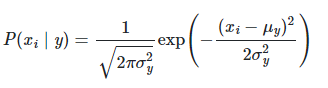 P(x_i | y) = \frac{1}{\sqrt{2\pi\sigma_y^2}} \exp\left(-\frac{(x_i - \mu_y)^2}{2\sigma_y^2}\right)